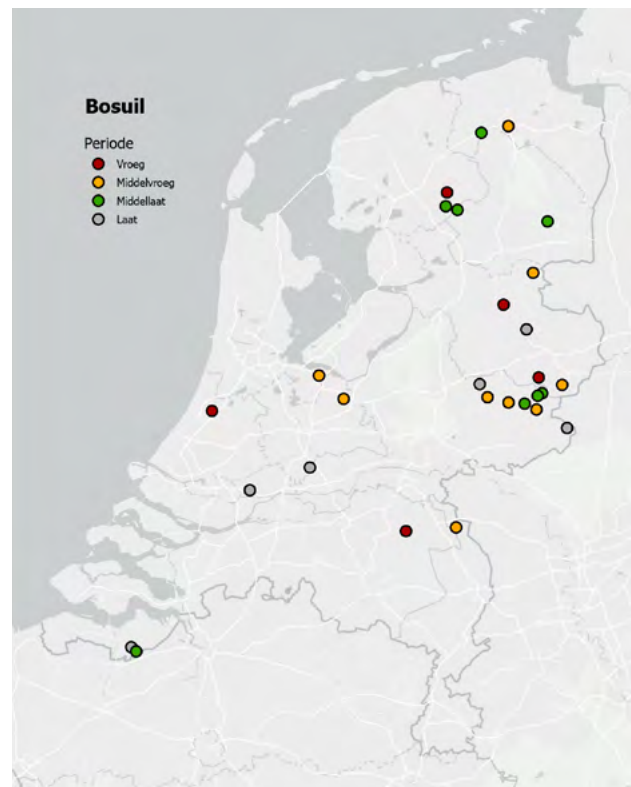 Bosuil
Periode
Vroeg
Middelvroeg
Middellaat
Laat